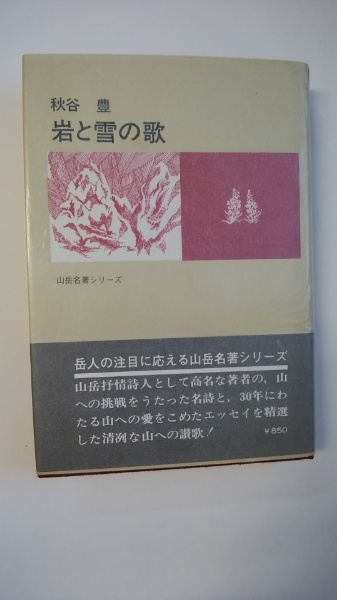 秋谷 豊
岩と雪の歌
山岳名著シリーズ
岳人の注目に応える山岳名著シリーズ
山岳抒情詩人として高名な著者の、山
への挑戦をうたった名詩と、30年にわ
たる山への愛をこめたエッセイを精選
した清冽な山への讃歌!
¥850